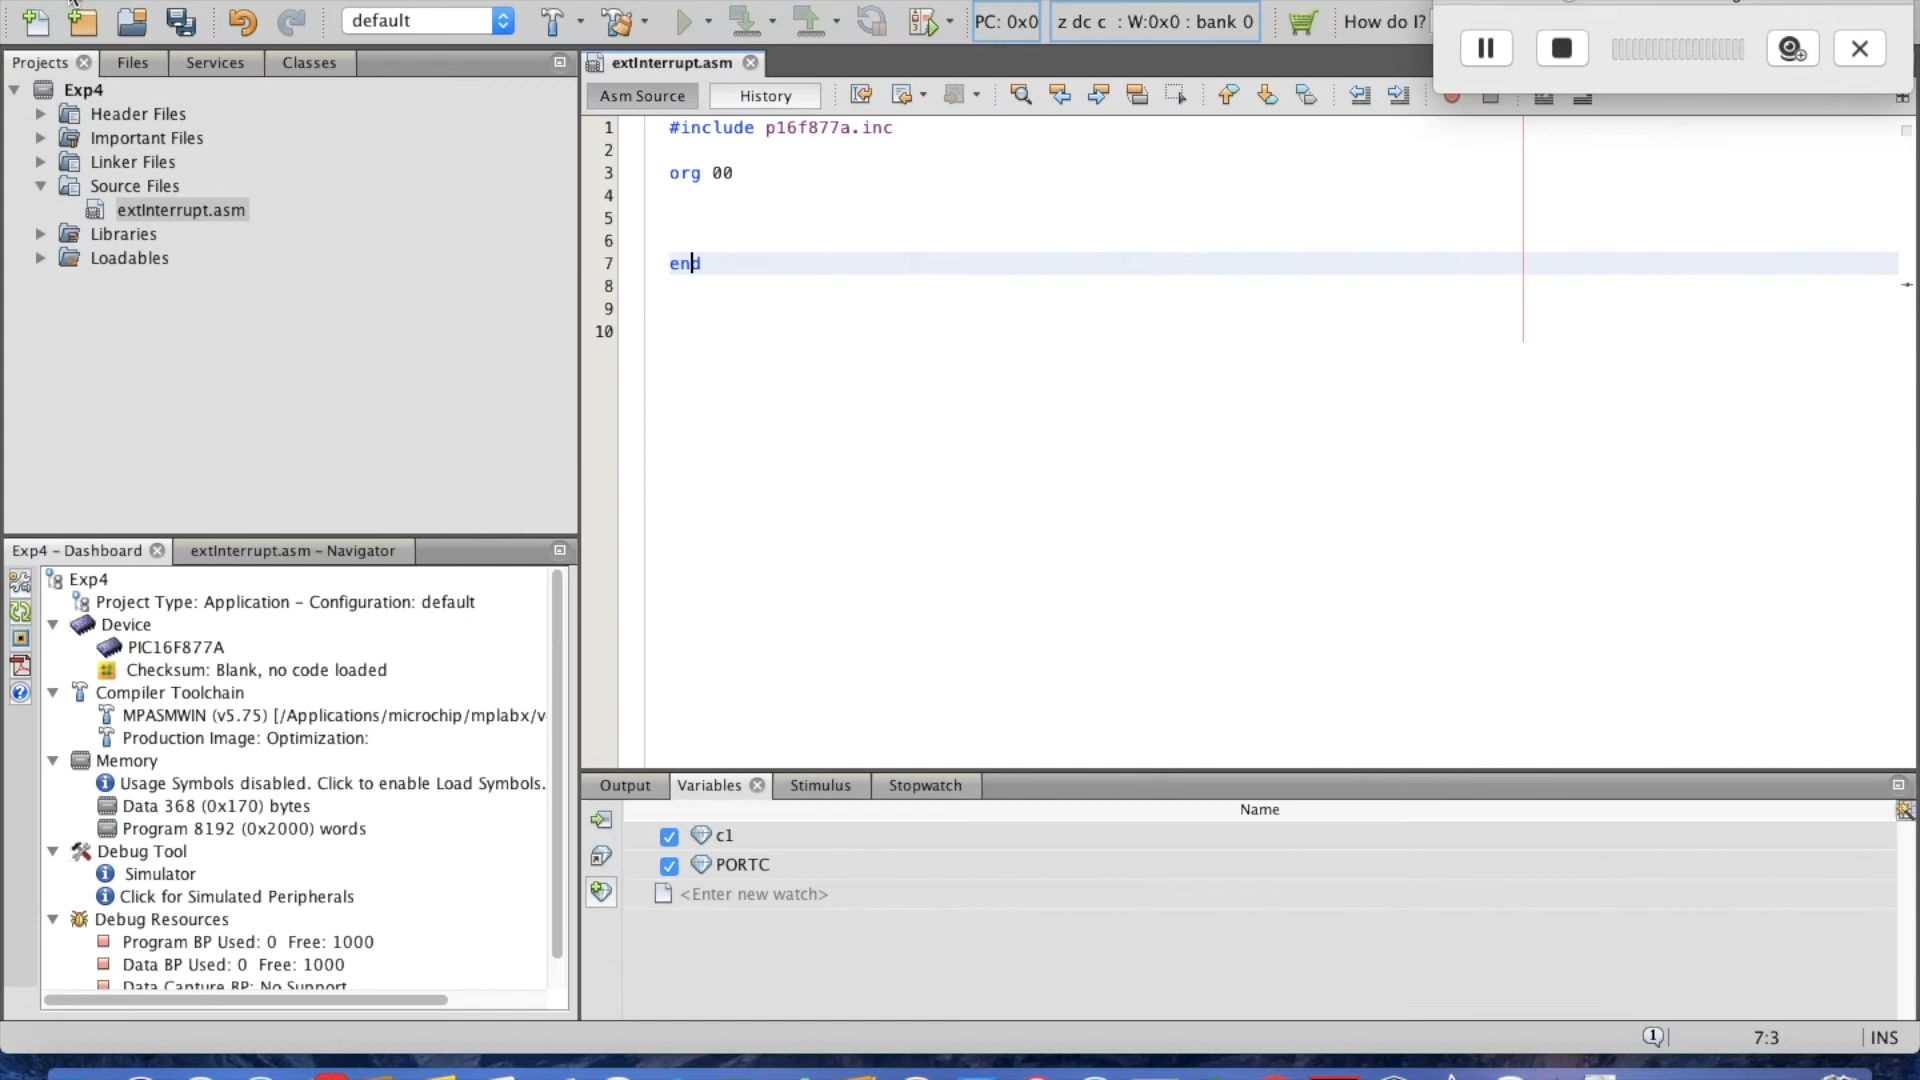 default
PC: 0x0
z dc c : W:0x0 : bank 0
How do I?
Projects
Files
Services
Classes
Exp4
Header Files
Important Files
Linker Files
Source Files
extInterrupt.asm
Libraries
Loadables
extInterrupt.asm
Asm Source
History
1 #include p16f877a.inc
2
3 org 00
4
5
6
7 end
8
9
10
Exp4 – Dashboard
extInterrupt.asm – Navigator
Exp4
Project Type: Application – Configuration: default
Device
PIC16F877A
Checksum: Blank, no code loaded
Compiler Toolchain
MPASMWIN (v5.75) [/Applications/microchip/mplabx/v
Production Image: Optimization:
Memory
Usage Symbols disabled. Click to enable Load Symbols.
Data 368 (0x170) bytes
Program 8192 (0x2000) words
Debug Tool
Simulator
Click for Simulated Peripherals
Debug Resources
Program BP Used: 0 Free: 1000
Data BP Used: 0 Free: 1000
Data Capture BP: No Support
Output
Variables
Stimulus
Stopwatch
Name
c1
PORTC
<Enter new watch>
1
7:3
INS